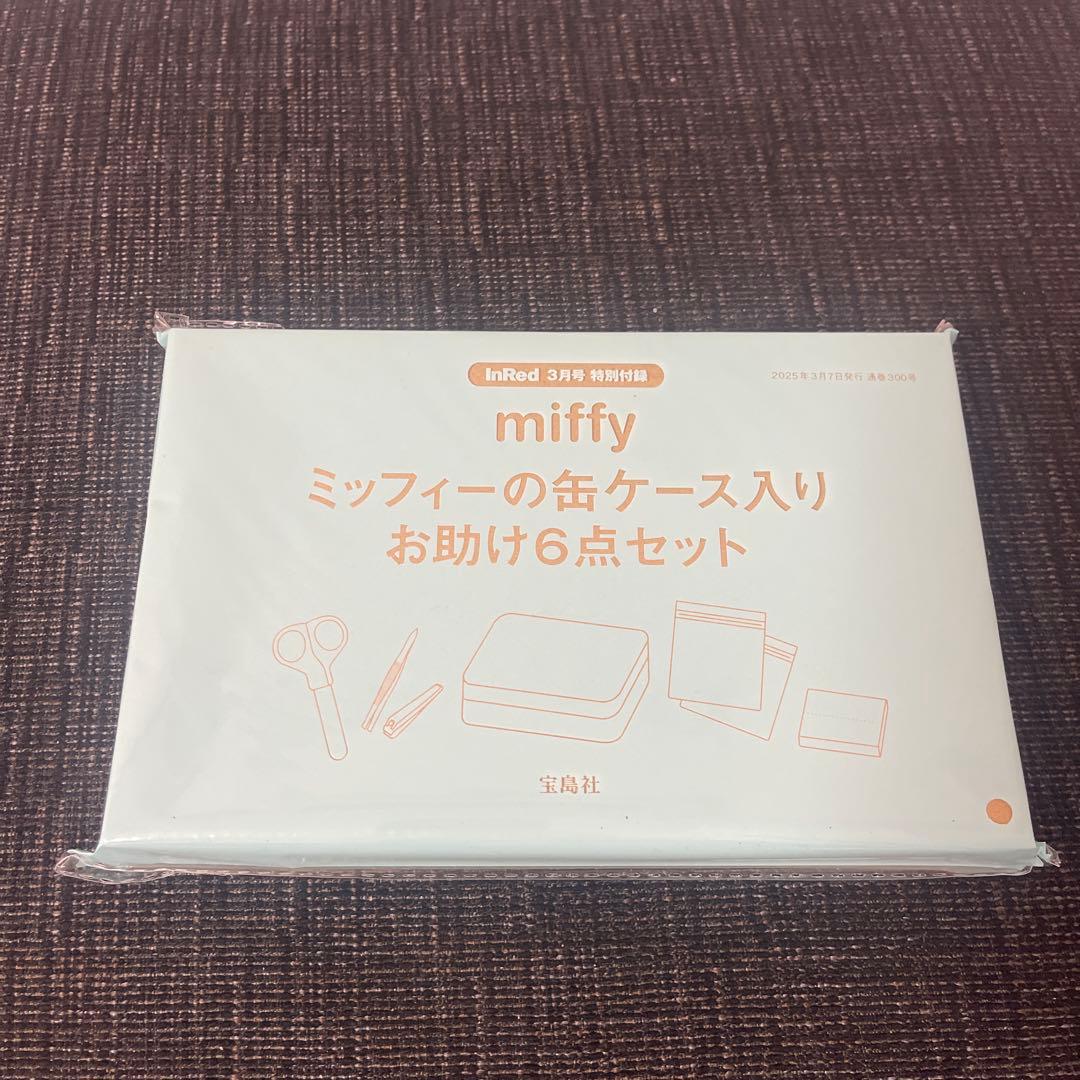 InRed 3月号 特別付録
2025年3月7日発行 通巻300号
miffy
ミッフィーの缶ケース入り
お助け6点セット
宝島社